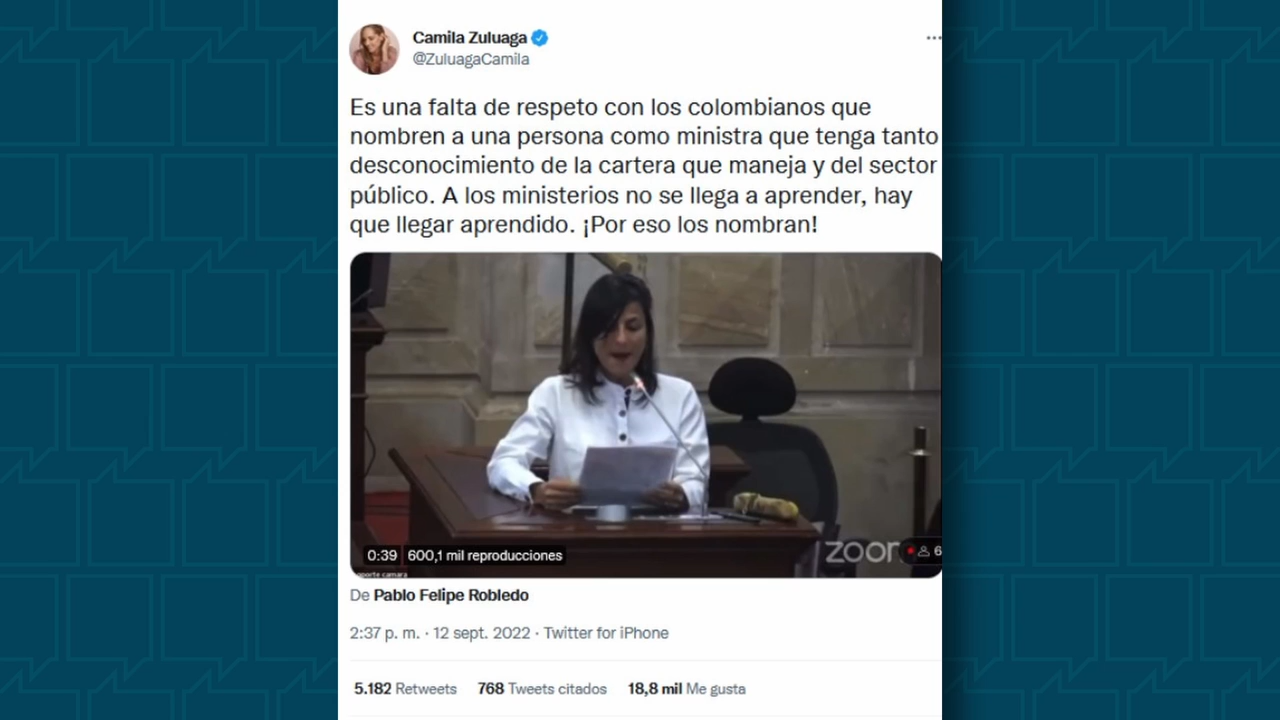 Camila Zuluaga
@ZuluagaCamila
Es una falta de respeto con los colombianos que
nombren a una persona como ministra que tenga tanto
desconocimiento de la cartera que maneja y del sector
público. A los ministerios no se llega a aprender, hay
que llegar aprendido. ¡Por eso los nombran!
zoom
6
0:39 600,1 mil reproducciones
oporte camara
De Pablo Felipe Robledo
2:37 p. m. · 12 sept. 2022 · Twitter for iPhone
5.182 Retweets 768 Tweets citados 18,8 mil Me gusta